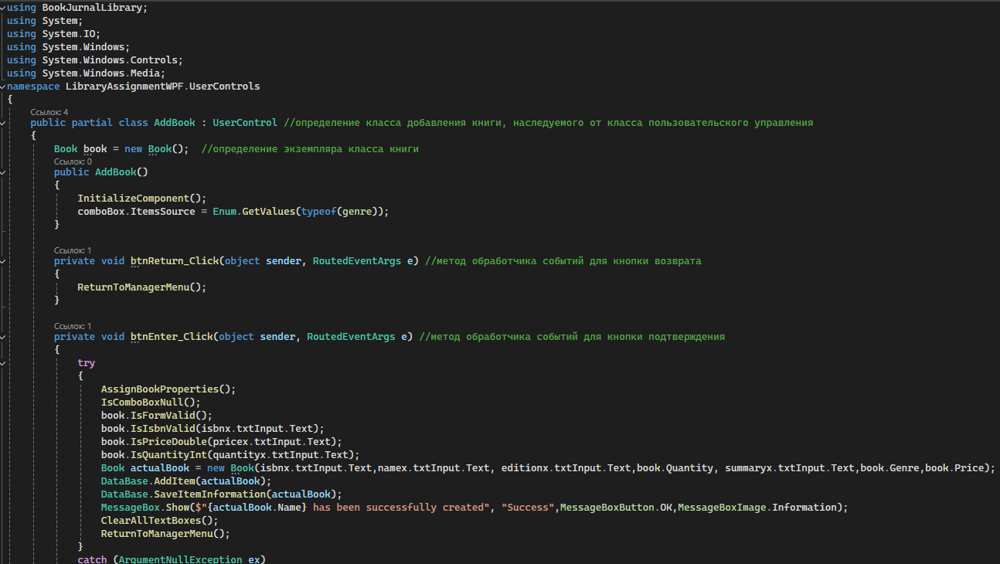 using BookJurnalLibrary;
using System;
using System.IO;
using System.Windows;
using System.Windows.Controls;
using System.Windows.Media;
namespace LibraryAssignmentWPF.UserControls
{
Ссылок: 4
public partial class AddBook : UserControl //определение класса добавления книги, наследуемого от класса пользовательского управления
{
Book book = new Book();  //определение экземпляра класса книги
Ссылок: 0
public AddBook()
{
InitializeComponent();
comboBox.ItemsSource = Enum.GetValues(typeof(genre));
}
Ссылок: 1
private void btnReturn_Click(object sender, RoutedEventArgs e) //метод обработчика событий для кнопки возврата
{
ReturnToManagerMenu();
}
Ссылок: 1
private void btnEnter_Click(object sender, RoutedEventArgs e) //метод обработчика событий для кнопки подтверждения
{
try
{
AssignBookProperties();
IsComboBoxNull();
book.IsFormValid();
book.IsIsbnValid(isbnx.txtInput.Text);
book.IsPriceDouble(pricex.txtInput.Text);
book.IsQuantityInt(quantityx.txtInput.Text);
Book actualBook = new Book(isbnx.txtInput.Text,namex.txtInput.Text, editionx.txtInput.Text,book.Quantity, summaryx.txtInput.Text,book.Genre,book.Price);
DataBase.AddItem(actualBook);
DataBase.SaveItemInformation(actualBook);
MessageBox.Show($"{actualBook.Name} has been successfully created", "Success",MessageBoxButton.OK,MessageBoxImage.Information);
ClearAllTextBoxes();
ReturnToManagerMenu();
}
catch (ArgumentNullException ex)